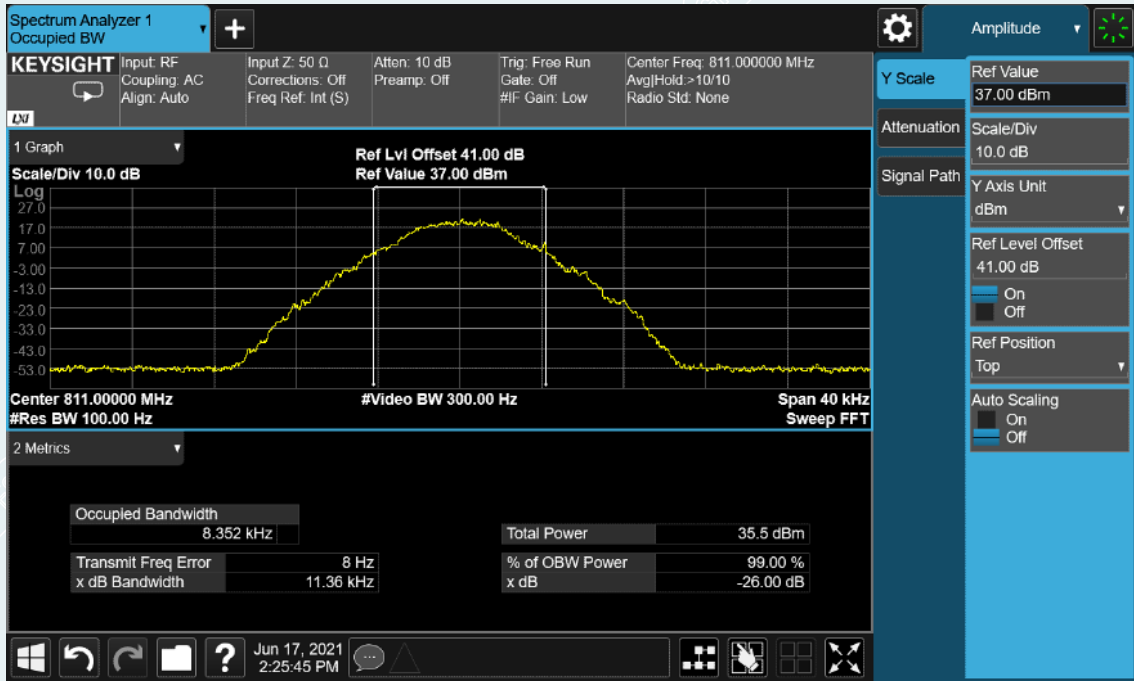 Spectrum Analyzer 1
Occupied BW
+
Amplitude
KEYSIGHT
LXI
Input: RF
Coupling: AC
Align: Auto
Input Z: 50 Ω
Corrections: Off
Freq Ref: Int (S)
Atten: 10 dB
Preamp: Off
Trig: Free Run
Gate: Off
#IF Gain: Low
Center Freq: 811.000000 MHz
Avg|Hold:>10/10
Radio Std: None
Y Scale
Attenuation
Signal Path
Ref Value
37.00 dBm
Scale/Div
10.0 dB
Y Axis Unit
dBm
Ref Level Offset
41.00 dB
On
Off
Ref Position
Top
Auto Scaling
On
Off
1 Graph
Scale/Div 10.0 dB
Ref Lvl Offset 41.00 dB
Ref Value 37.00 dBm
Log
27.0
17.0
7.00
-3.00
-13.0
-23.0
-33.0
-43.0
-53.0
Center 811.00000 MHz
#Video BW 300.00 Hz
Span 40 kHz
#Res BW 100.00 Hz
Sweep FFT
2 Metrics
Occupied Bandwidth
8.352 kHz
Total Power 35.5 dBm
Transmit Freq Error 8 Hz
% of OBW Power 99.00 %
x dB Bandwidth 11.36 kHz
x dB -26.00 dB
?
Jun 17, 2021
2:25:45 PM